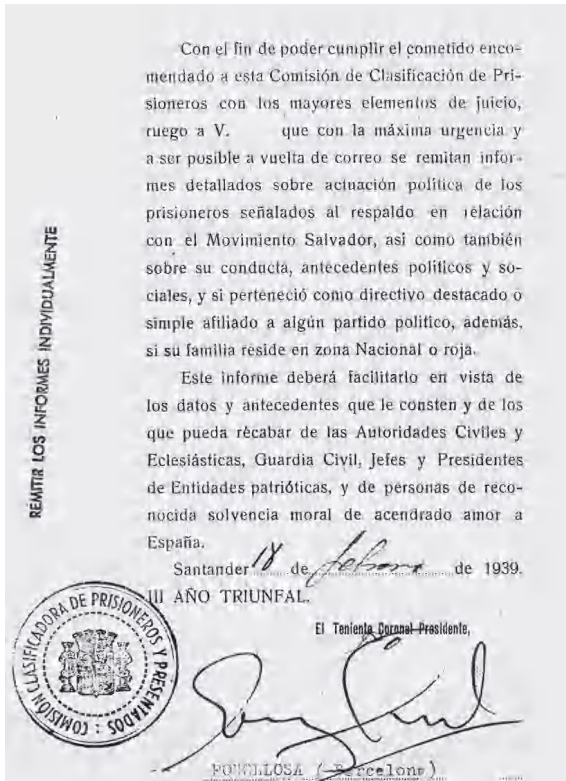 Con el fin de poder cumplir el cometido enco-
mendado a esta Comisión de Clasificación de Pri-
sioneros con los mayores elementos de juicio,
ruego a V. que con la máxima urgencia y
a ser posible a vuelta de correo se remitan infor-
mes detallados sobre actuación política de los
prisioneros señalados al respaldo en relación
con el Movimiento Salvador, asi como también
sobre su conducta, antecedentes políticos y so-
ciales, y si perteneció como directivo destacado o
simple afiliado a algún partido politico, además,
si su familia reside en zona Nacional o roja.
Este informe deberá facilitarlo en vista de
los datos y antecedentes que le consten y de los
que pueda récabar de las Autoridades Civiles y
Eclesiásticas, Guardia Civil, Jefes y Presidentes
de Entidades patrióticas, y de personas de reco-
nocida solvencia moral de acendrado amor a
España.
Santander 18 de febrero de 1939.
III AÑO TRIUNFAL.
El Teniente Coronel Presidente,
(Barcelona)
REMITIR LOS INFORMES INDIVIDUALMENTE
COMISIÓN CLASIFICADORA DE PRISIONEROS Y PRESENTADOS